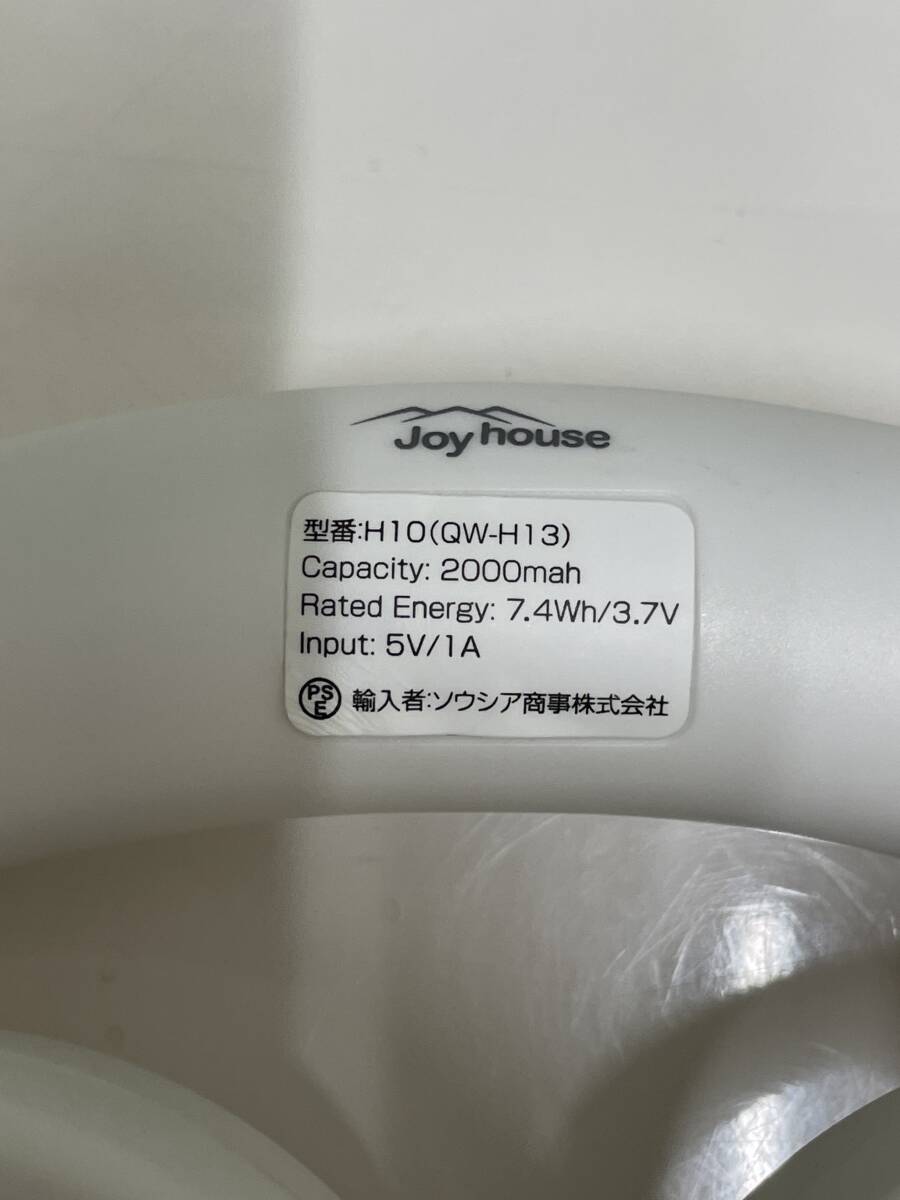 Joy house
型番:H10(QW-H13)
Capacity: 2000mah
Rated Energy: 7.4Wh/3.7V
Input: 5V/1A
PS
E
輸入者:ソウシア商事株式会社